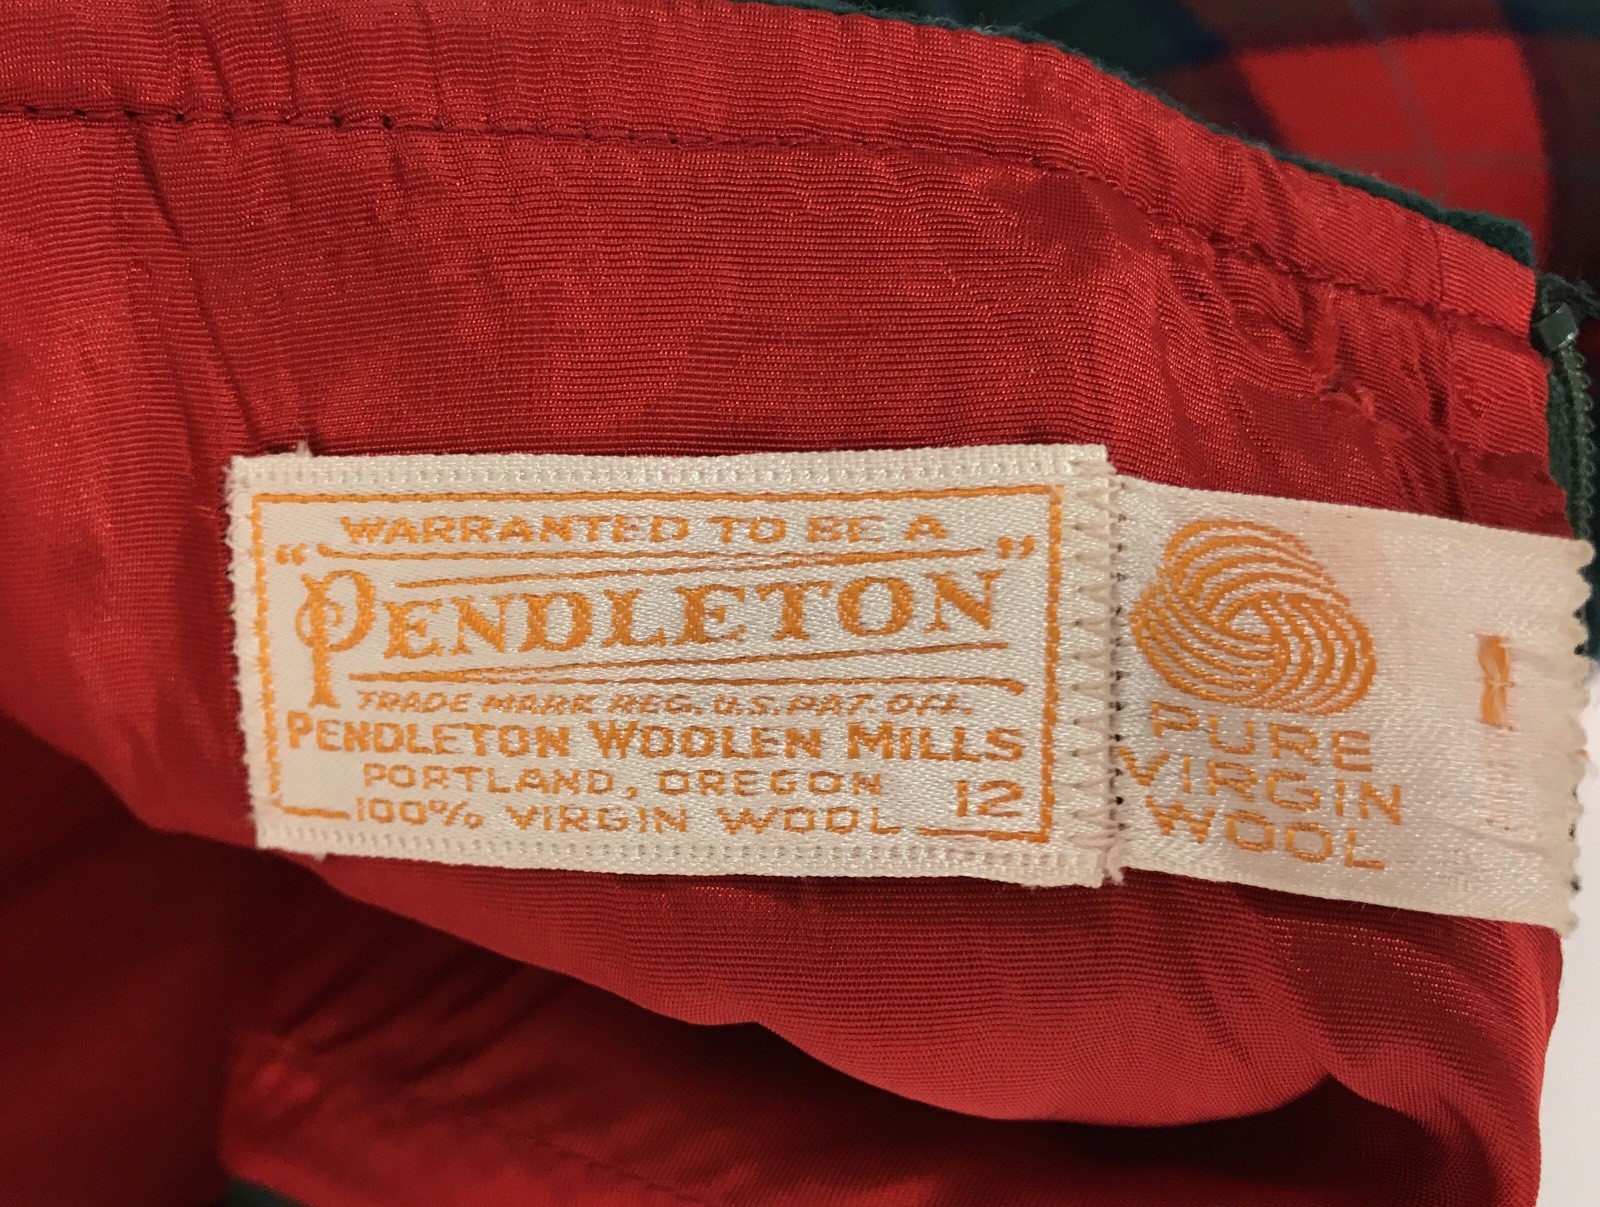 WARRANTED TO BE A
"PENDLETON"
TRADE MARK REG. U.S. PAT. OFF.
PENDLETON WOOLEN MILLS
PORTLAND, OREGON
12
100% VIRGIN WOOL
PURE
VIRGIN
WOOL